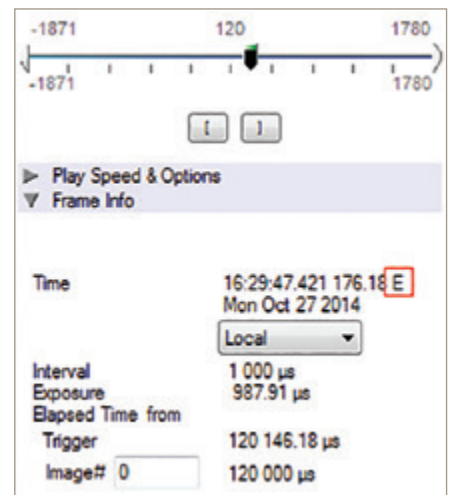 -1871 120 1780
-1871 1780
[ ]
Play Speed & Options
Frame Info
Time 16:29:47.421 176.18 E
Mon Oct 27 2014
Local
Interval 1 000 µs
Exposure 987.91 µs
Elapsed Time from
Trigger 120 146.18 µs
Image# 0 120 000 µs